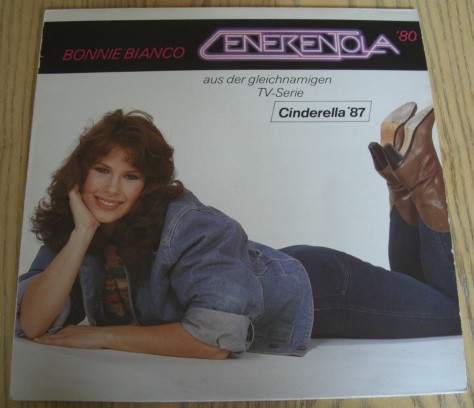 BONNIE BIANCO CENERENTOLA '80
aus der gleichnamigen
TV-Serie
Cinderella '87